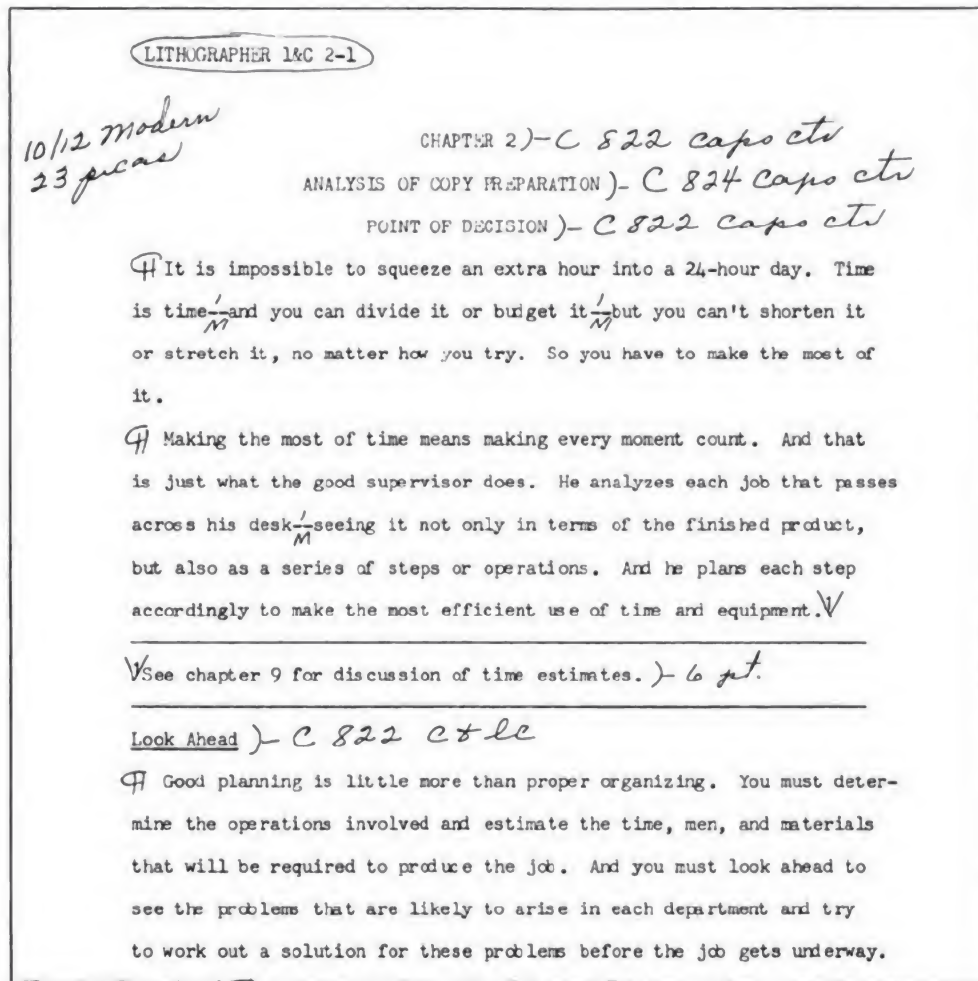 LITHOGRAPHER 1&C 2-1
10/12 Modern
23 picas
CHAPTER 2)- C 822 caps ctr
ANALYSIS OF COPY PREPARATION )- C 824 Caps ctr
POINT OF DECISION )- C 822 caps ctr
¶ It is impossible to squeeze an extra hour into a 24-hour day. Time
is time--1/M and you can divide it or budget it--1/M but you can't shorten it
or stretch it, no matter how you try. So you have to make the most of
it.
¶ Making the most of time means making every moment count. And that
is just what the good supervisor does. He analyzes each job that passes
across his desk--1/M seeing it not only in terms of the finished product,
but also as a series of steps or operations. And he plans each step
accordingly to make the most efficient use of time and equipment.\1/
\1/See chapter 9 for discussion of time estimates. )- 6 pt.
Look Ahead )- C 822 C & lc
¶ Good planning is little more than proper organizing. You must deter-
mine the operations involved and estimate the time, men, and materials
that will be required to produce the job. And you must look ahead to
see the problems that are likely to arise in each department and try
to work out a solution for these problems before the job gets underway.